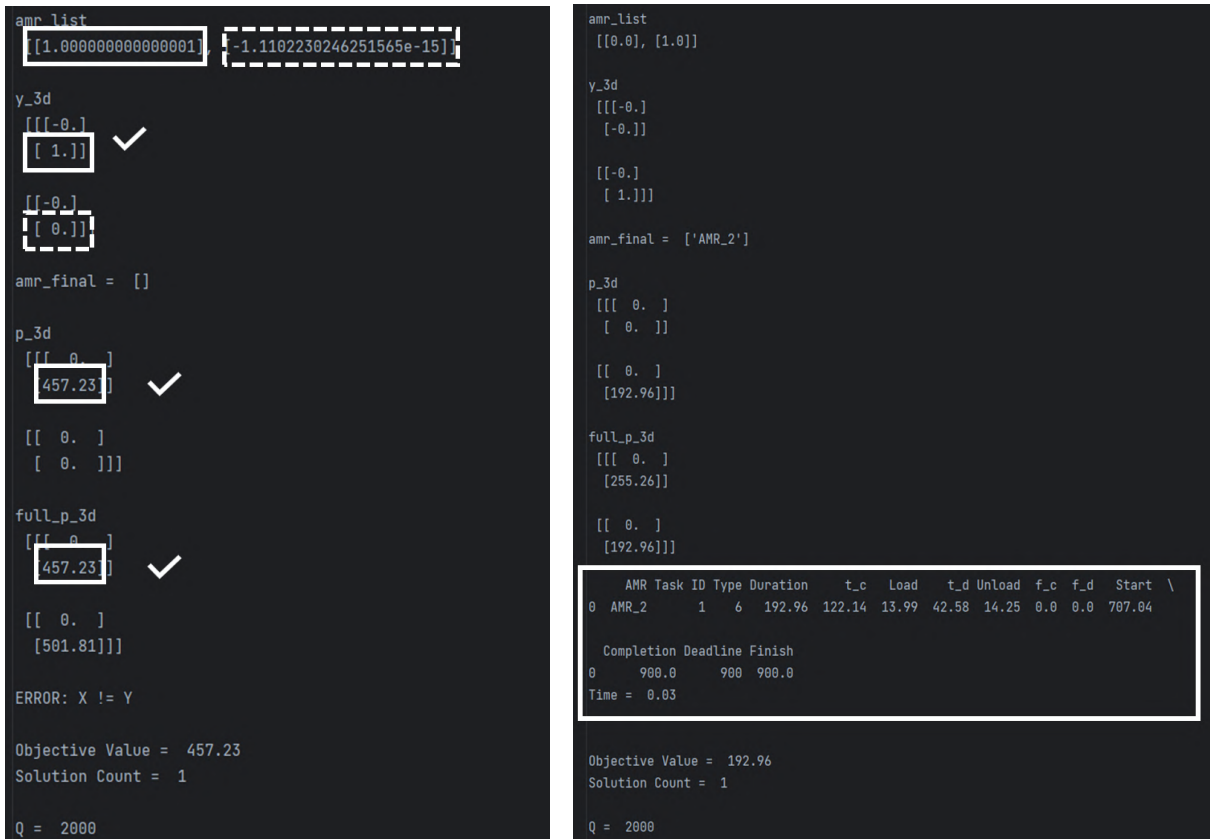 amr_list
[[1.000000000000001], [-1.1102230246251565e-15]]
y_3d
[[[-0.]
[ 1.]]
[[-0.]
[ 0.]]
amr_final =  []
p_3d
[[[  0.  ]
[457.23]]
[[  0.  ]
[  0.  ]]]
full_p_3d
[[[  0.  ]
[457.23]]
[[  0.  ]
[501.81]]]
ERROR: X != Y
Objective Value =  457.23
Solution Count =  1
Q =  2000
amr_list
[[0.0], [1.0]]
y_3d
[[[-0.]
[-0.]]
[[-0.]
[ 1.]]]
amr_final =  ['AMR_2']
p_3d
[[[  0.  ]
[  0.  ]]
[[  0.  ]
[192.96]]]
full_p_3d
[[[  0.  ]
[255.26]]
[[  0.  ]
[192.96]]]
AMR Task ID Type Duration t_c Load t_d Unload f_c f_d Start \
0 AMR_2 1 6 192.96 122.14 13.99 42.58 14.25 0.0 0.0 707.04
Completion Deadline Finish
0 900.0 900 900.0
Time =  0.03
Objective Value =  192.96
Solution Count =  1
Q =  2000